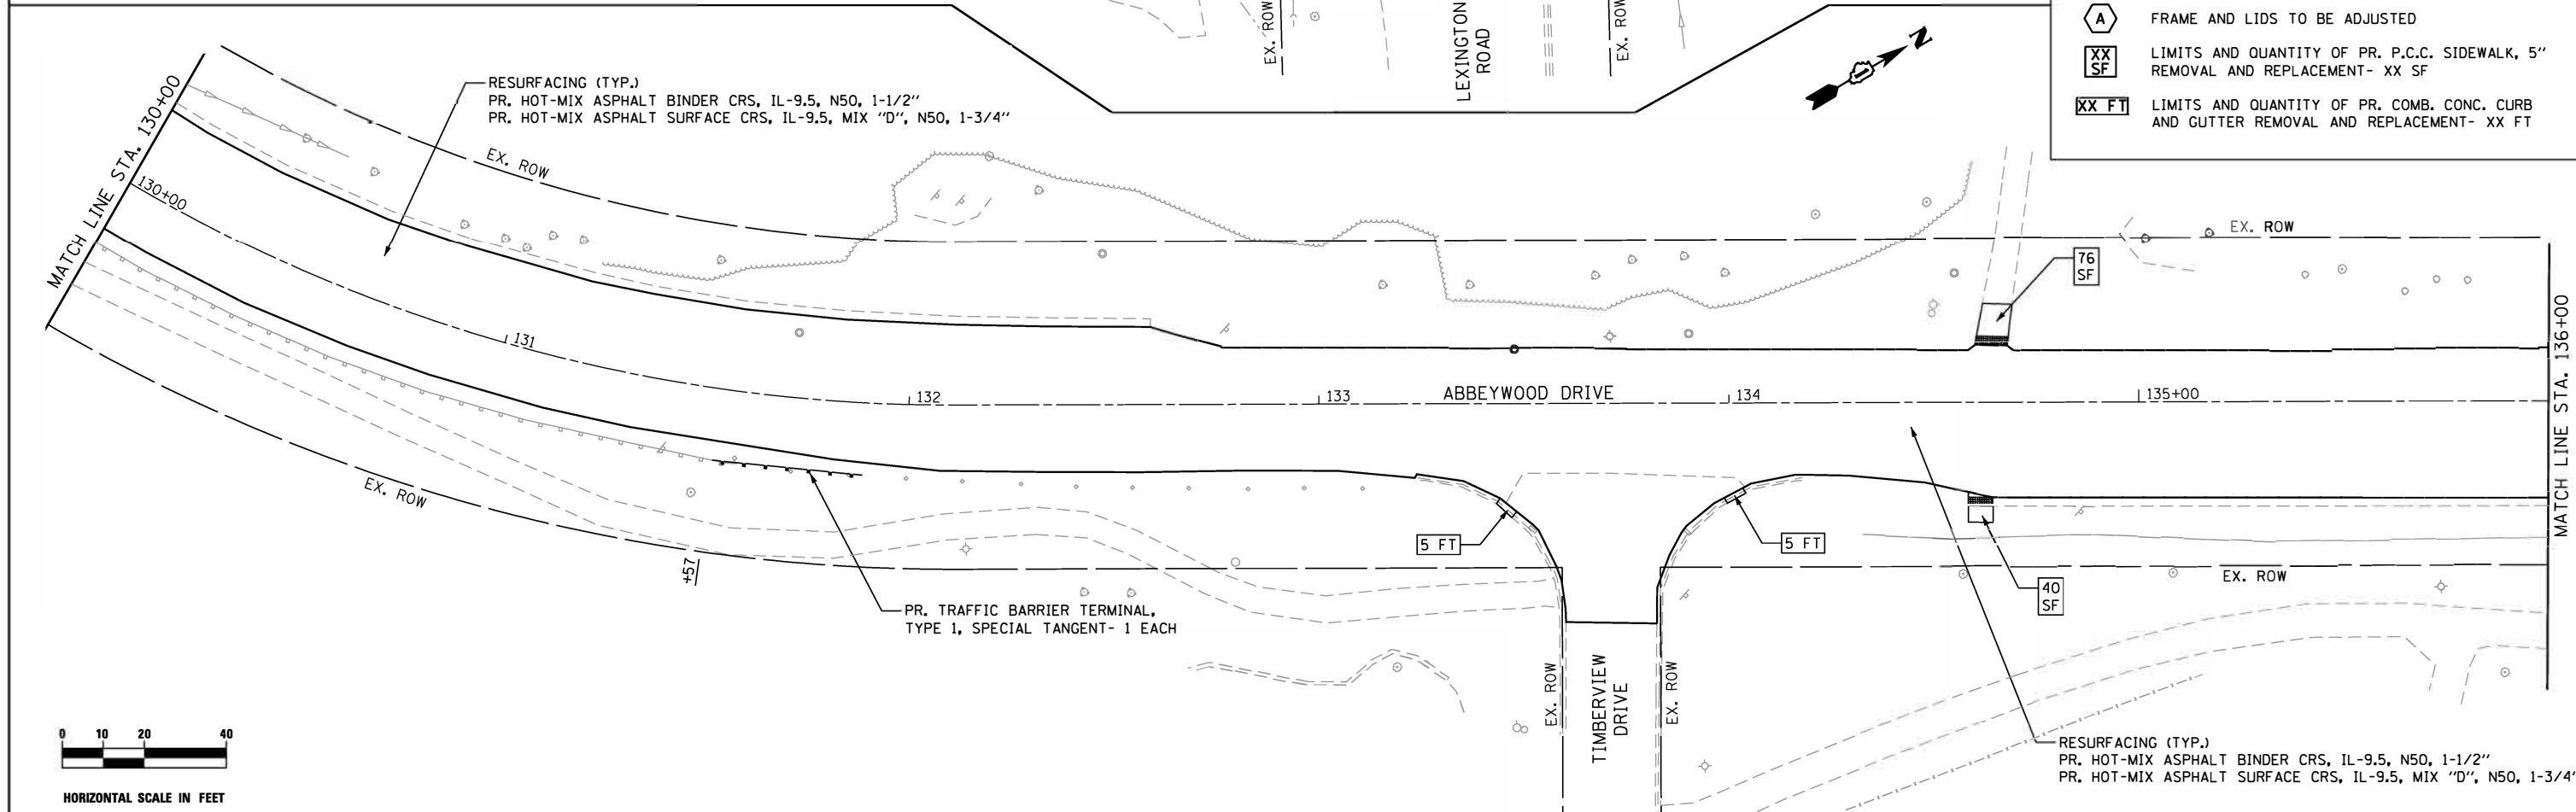 EX. ROW
LEXINGTON
ROAD
EX. ROW
N
A
FRAME AND LIDS TO BE ADJUSTED
XX
SF
LIMITS AND QUANTITY OF PR. P.C.C. SIDEWALK, 5"
REMOVAL AND REPLACEMENT- XX SF
XX FT
LIMITS AND QUANTITY OF PR. COMB. CONC. CURB
AND GUTTER REMOVAL AND REPLACEMENT- XX FT
RESURFACING (TYP.)
PR. HOT-MIX ASPHALT BINDER CRS, IL-9.5, N50, 1-1/2"
PR. HOT-MIX ASPHALT SURFACE CRS, IL-9.5, MIX "D", N50, 1-3/4"
MATCH LINE STA. 130+00
130+00
EX. ROW
EX. ROW
76
SF
131
132
133
ABBEYWOOD DRIVE
134
135+00
MATCH LINE STA. 136+00
EX. ROW
5 FT
5 FT
+57
EX. ROW
40
SF
PR. TRAFFIC BARRIER TERMINAL,
TYPE 1, SPECIAL TANGENT- 1 EACH
EX. ROW
TIMBERVIEW
DRIVE
EX. ROW
RESURFACING (TYP.)
PR. HOT-MIX ASPHALT BINDER CRS, IL-9.5, N50, 1-1/2"
PR. HOT-MIX ASPHALT SURFACE CRS, IL-9.5, MIX "D", N50, 1-3/4"
0 10 20 40
HORIZONTAL SCALE IN FEET